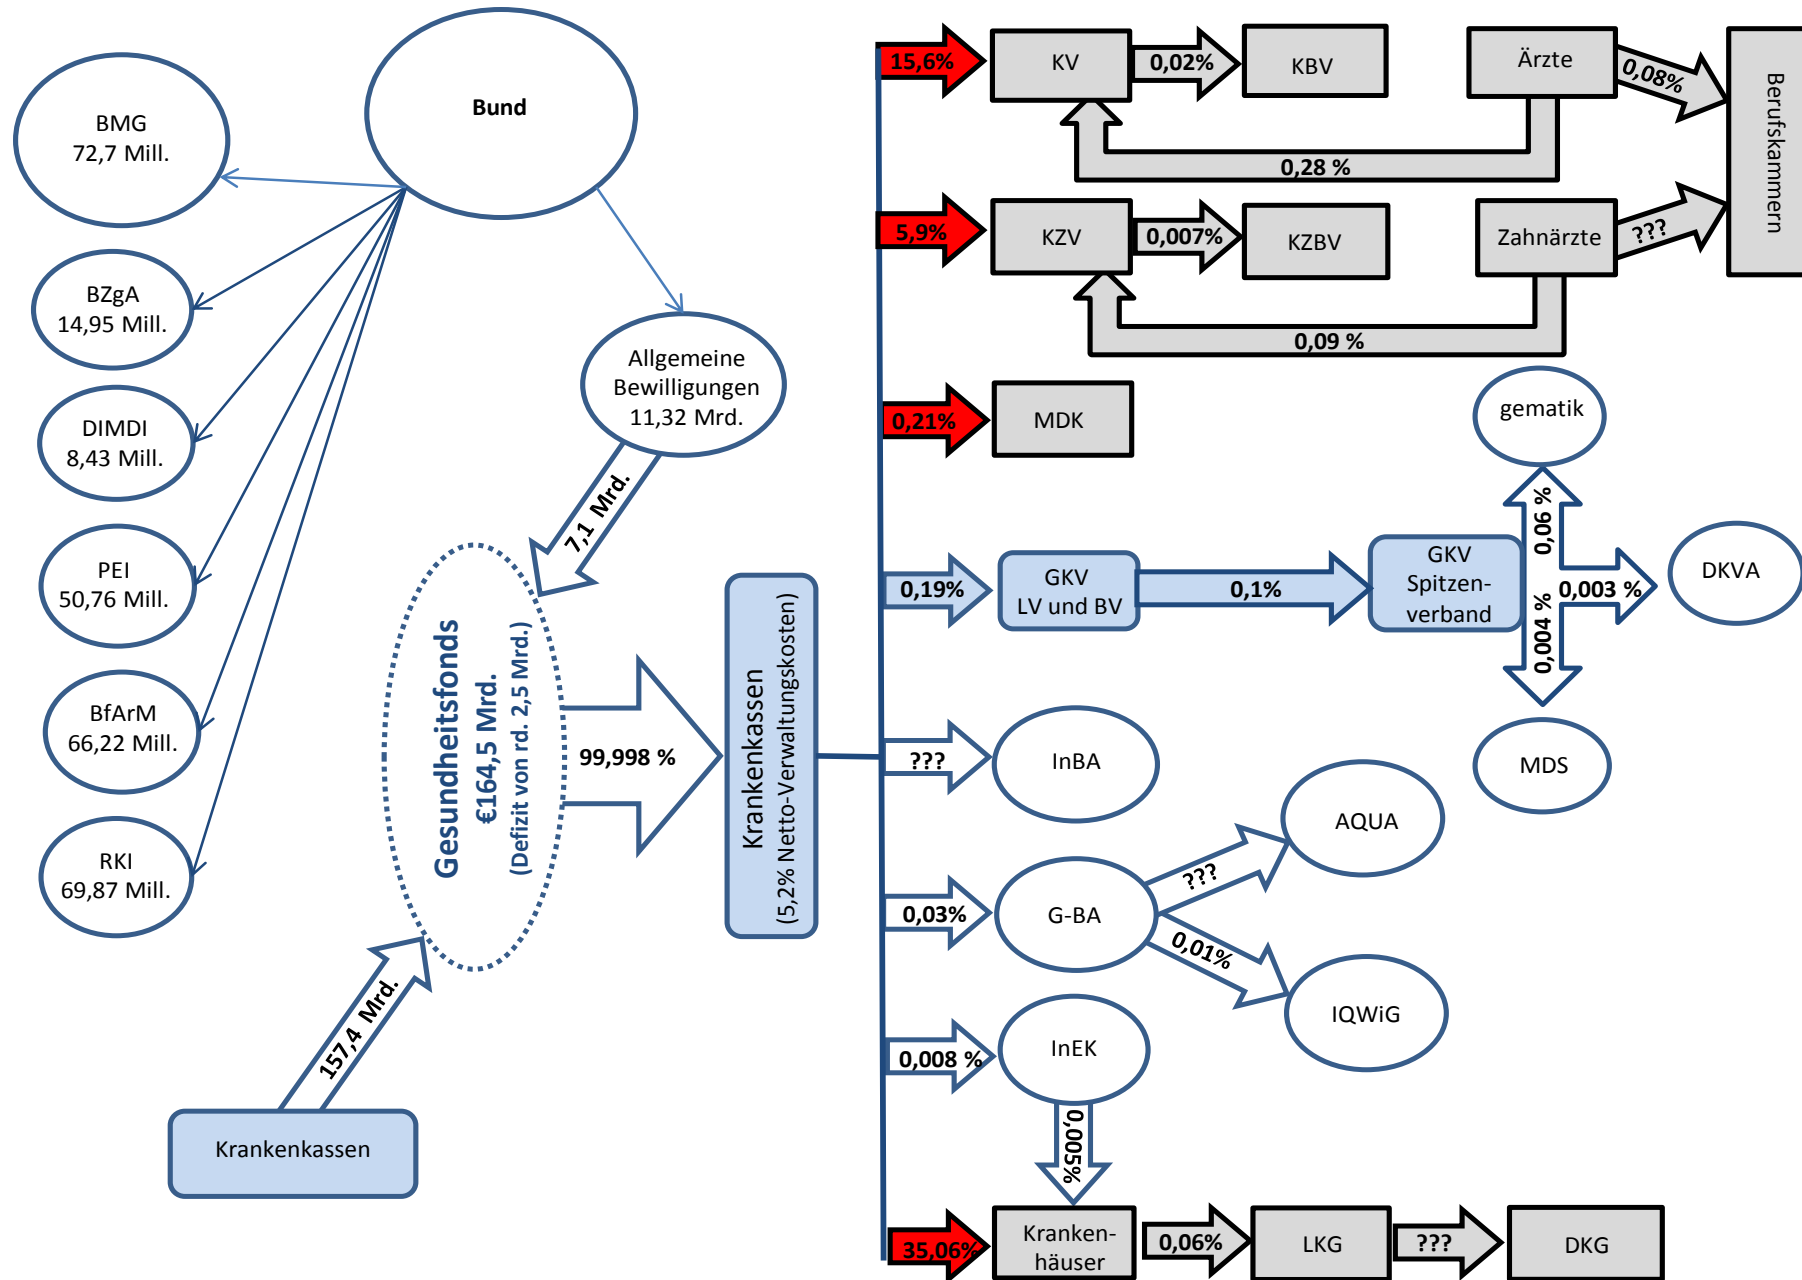 Bund
BMG
72,7 Mill.
BZgA
14,95 Mill.
DIMDI
8,43 Mill.
PEI
50,76 Mill.
BfArM
66,22 Mill.
RKI
69,87 Mill.
Allgemeine
Bewilligungen
11,32 Mrd.
7,1 Mrd.
Gesundheitsfonds
€164,5 Mrd.
(Defizit von rd. 2,5 Mrd.)
157,4 Mrd.
Krankenkassen
99,998 %
Krankenkassen
(5,2% Netto-Verwaltungskosten)
15,6%
KV
0,02%
KBV
Ärzte
0,08%
Berufskammern
0,28 %
5,9%
KZV
0,007%
KZBV
Zahnärzte
???
0,09 %
0,21%
MDK
0,19%
GKV
LV und BV
0,1%
GKV
Spitzen-
verband
0,06 %
gematik
0,003 %
DKVA
0,004 %
MDS
???
InBA
0,03%
G-BA
???
AQUA
0,01%
IQWiG
0,008 %
InEK
0,005%
35,06%
Kranken-
häuser
0,06%
LKG
???
DKG